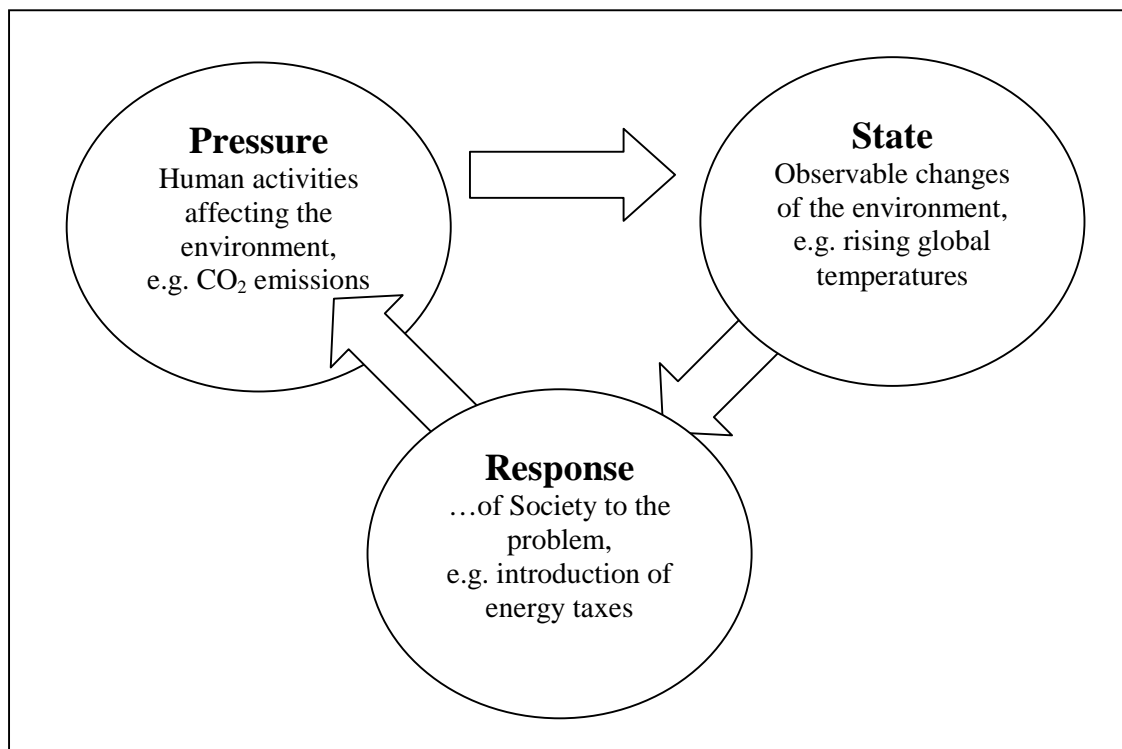 Pressure
Human activities
affecting the
environment,
e.g. CO₂ emissions
State
Observable changes
of the environment,
e.g. rising global
temperatures
Response
…of Society to the
problem,
e.g. introduction of
energy taxes